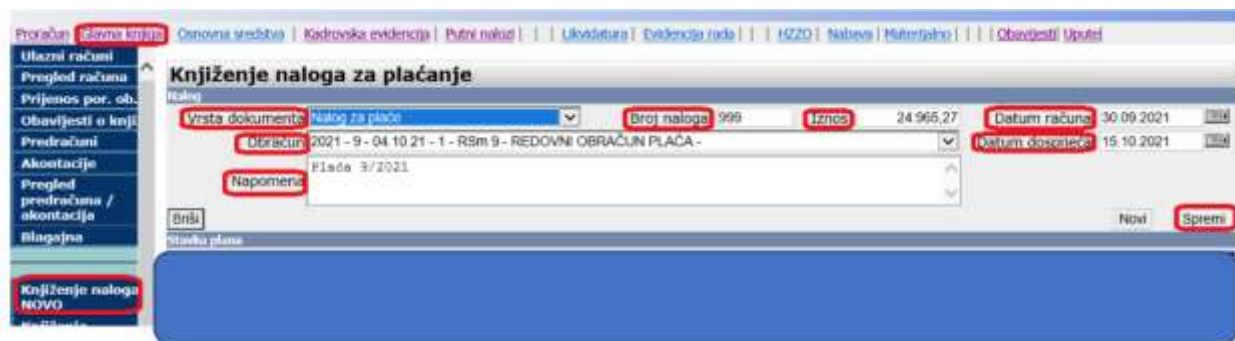 Proračun Glavna knjiga Osnovna sredstva | Kadrovska evidencija | Putni nalozi | | | Likvidatura | Evidencija rada | | | HZZO | Nabava | Materijalno | | | | Obavijesti Upute
Ulazni računi
Pregled računa
Prijenos por. ob.
Obavijesti o knji
Predračuni
Akontacije
Pregled
predračuna /
akontacija
Blagajna
Knjiženje naloga
NOVO
Knjiženje naloga za plaćanje
Nalog
Vrsta dokumenta Nalog za plaće Broj naloga 999 Iznos 24 965,27 Datum računa 30.09.2021
Obračun 2021 - 9 - 04.10.21 - 1 - RSm 9 - REDOVNI OBRAČUN PLAĆA - Datum dospijeća 15.10.2021
Napomena Plaća 9/2021
Briši Novi Spremi
Stavka plana